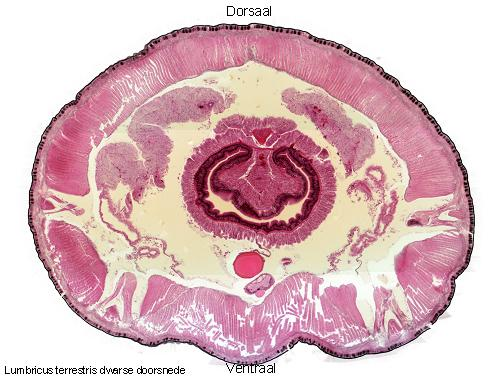 Dorsaal
Ventraal
Lumbricus terrestris dwarse doorsnede